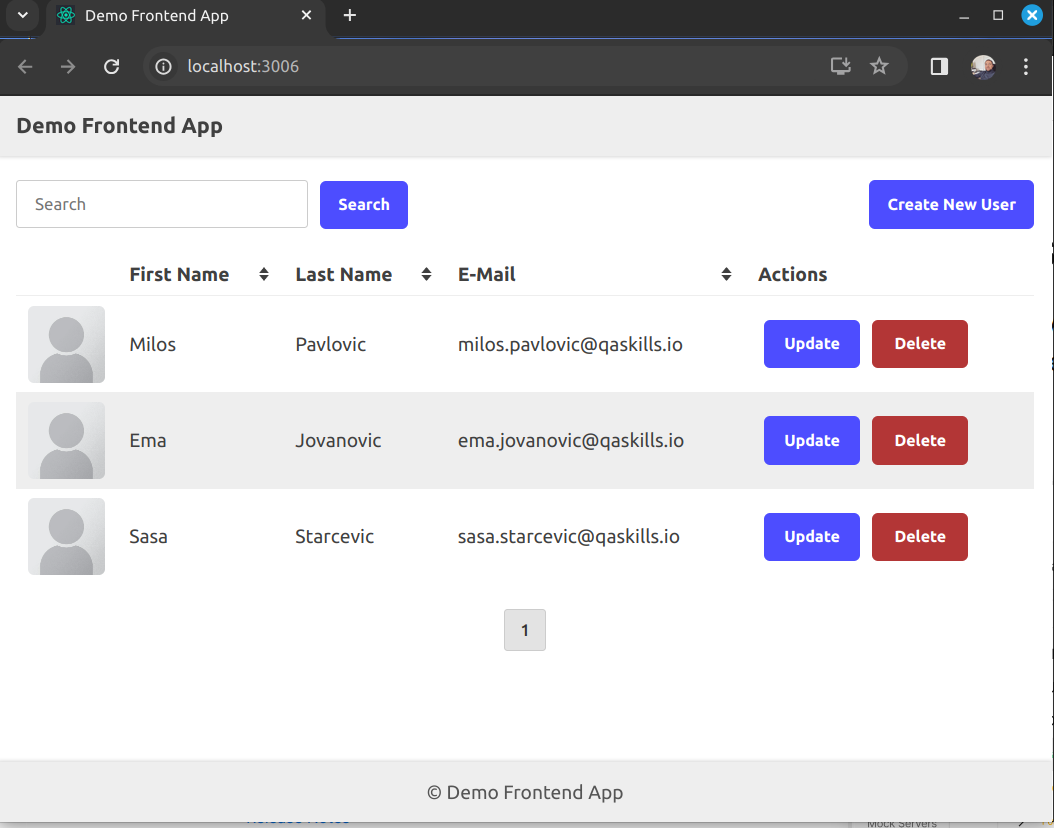 Demo Frontend App
localhost:3006
Demo Frontend App
Search Search Create New User
First Name Last Name E-Mail Actions
Milos Pavlovic milos.pavlovic@qaskills.io Update Delete
Ema Jovanovic ema.jovanovic@qaskills.io Update Delete
Sasa Starcevic sasa.starcevic@qaskills.io Update Delete
1
© Demo Frontend App
Mock Servers